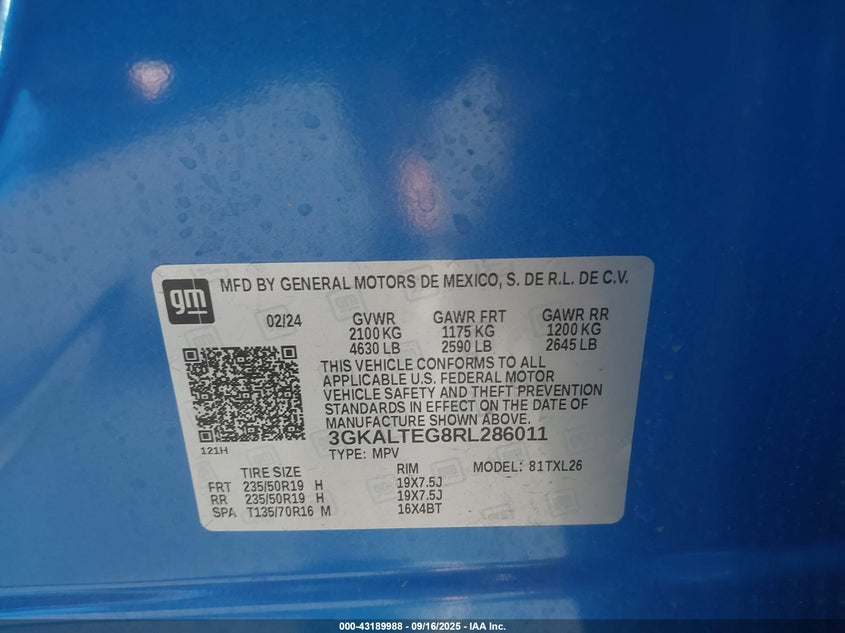 gm
MFD BY GENERAL MOTORS DE MEXICO, S. DE R.L. DE C.V.
02/24 GVWR GAWR FRT GAWR RR
2100 KG 1175 KG 1200 KG
4630 LB 2590 LB 2645 LB
THIS VEHICLE CONFORMS TO ALL
APPLICABLE U.S. FEDERAL MOTOR
VEHICLE SAFETY AND THEFT PREVENTION
STANDARDS IN EFFECT ON THE DATE OF
MANUFACTURE SHOWN ABOVE.
121H 3GKALTEG8RL286011
TYPE: MPV MODEL: 81TXL26
TIRE SIZE RIM
FRT 235/50R19 H 19X7.5J
RR 235/50R19 H 19X7.5J
SPA T135/70R16 M 16X4BT
000-43189988 - 09/16/2025 - IAA Inc.